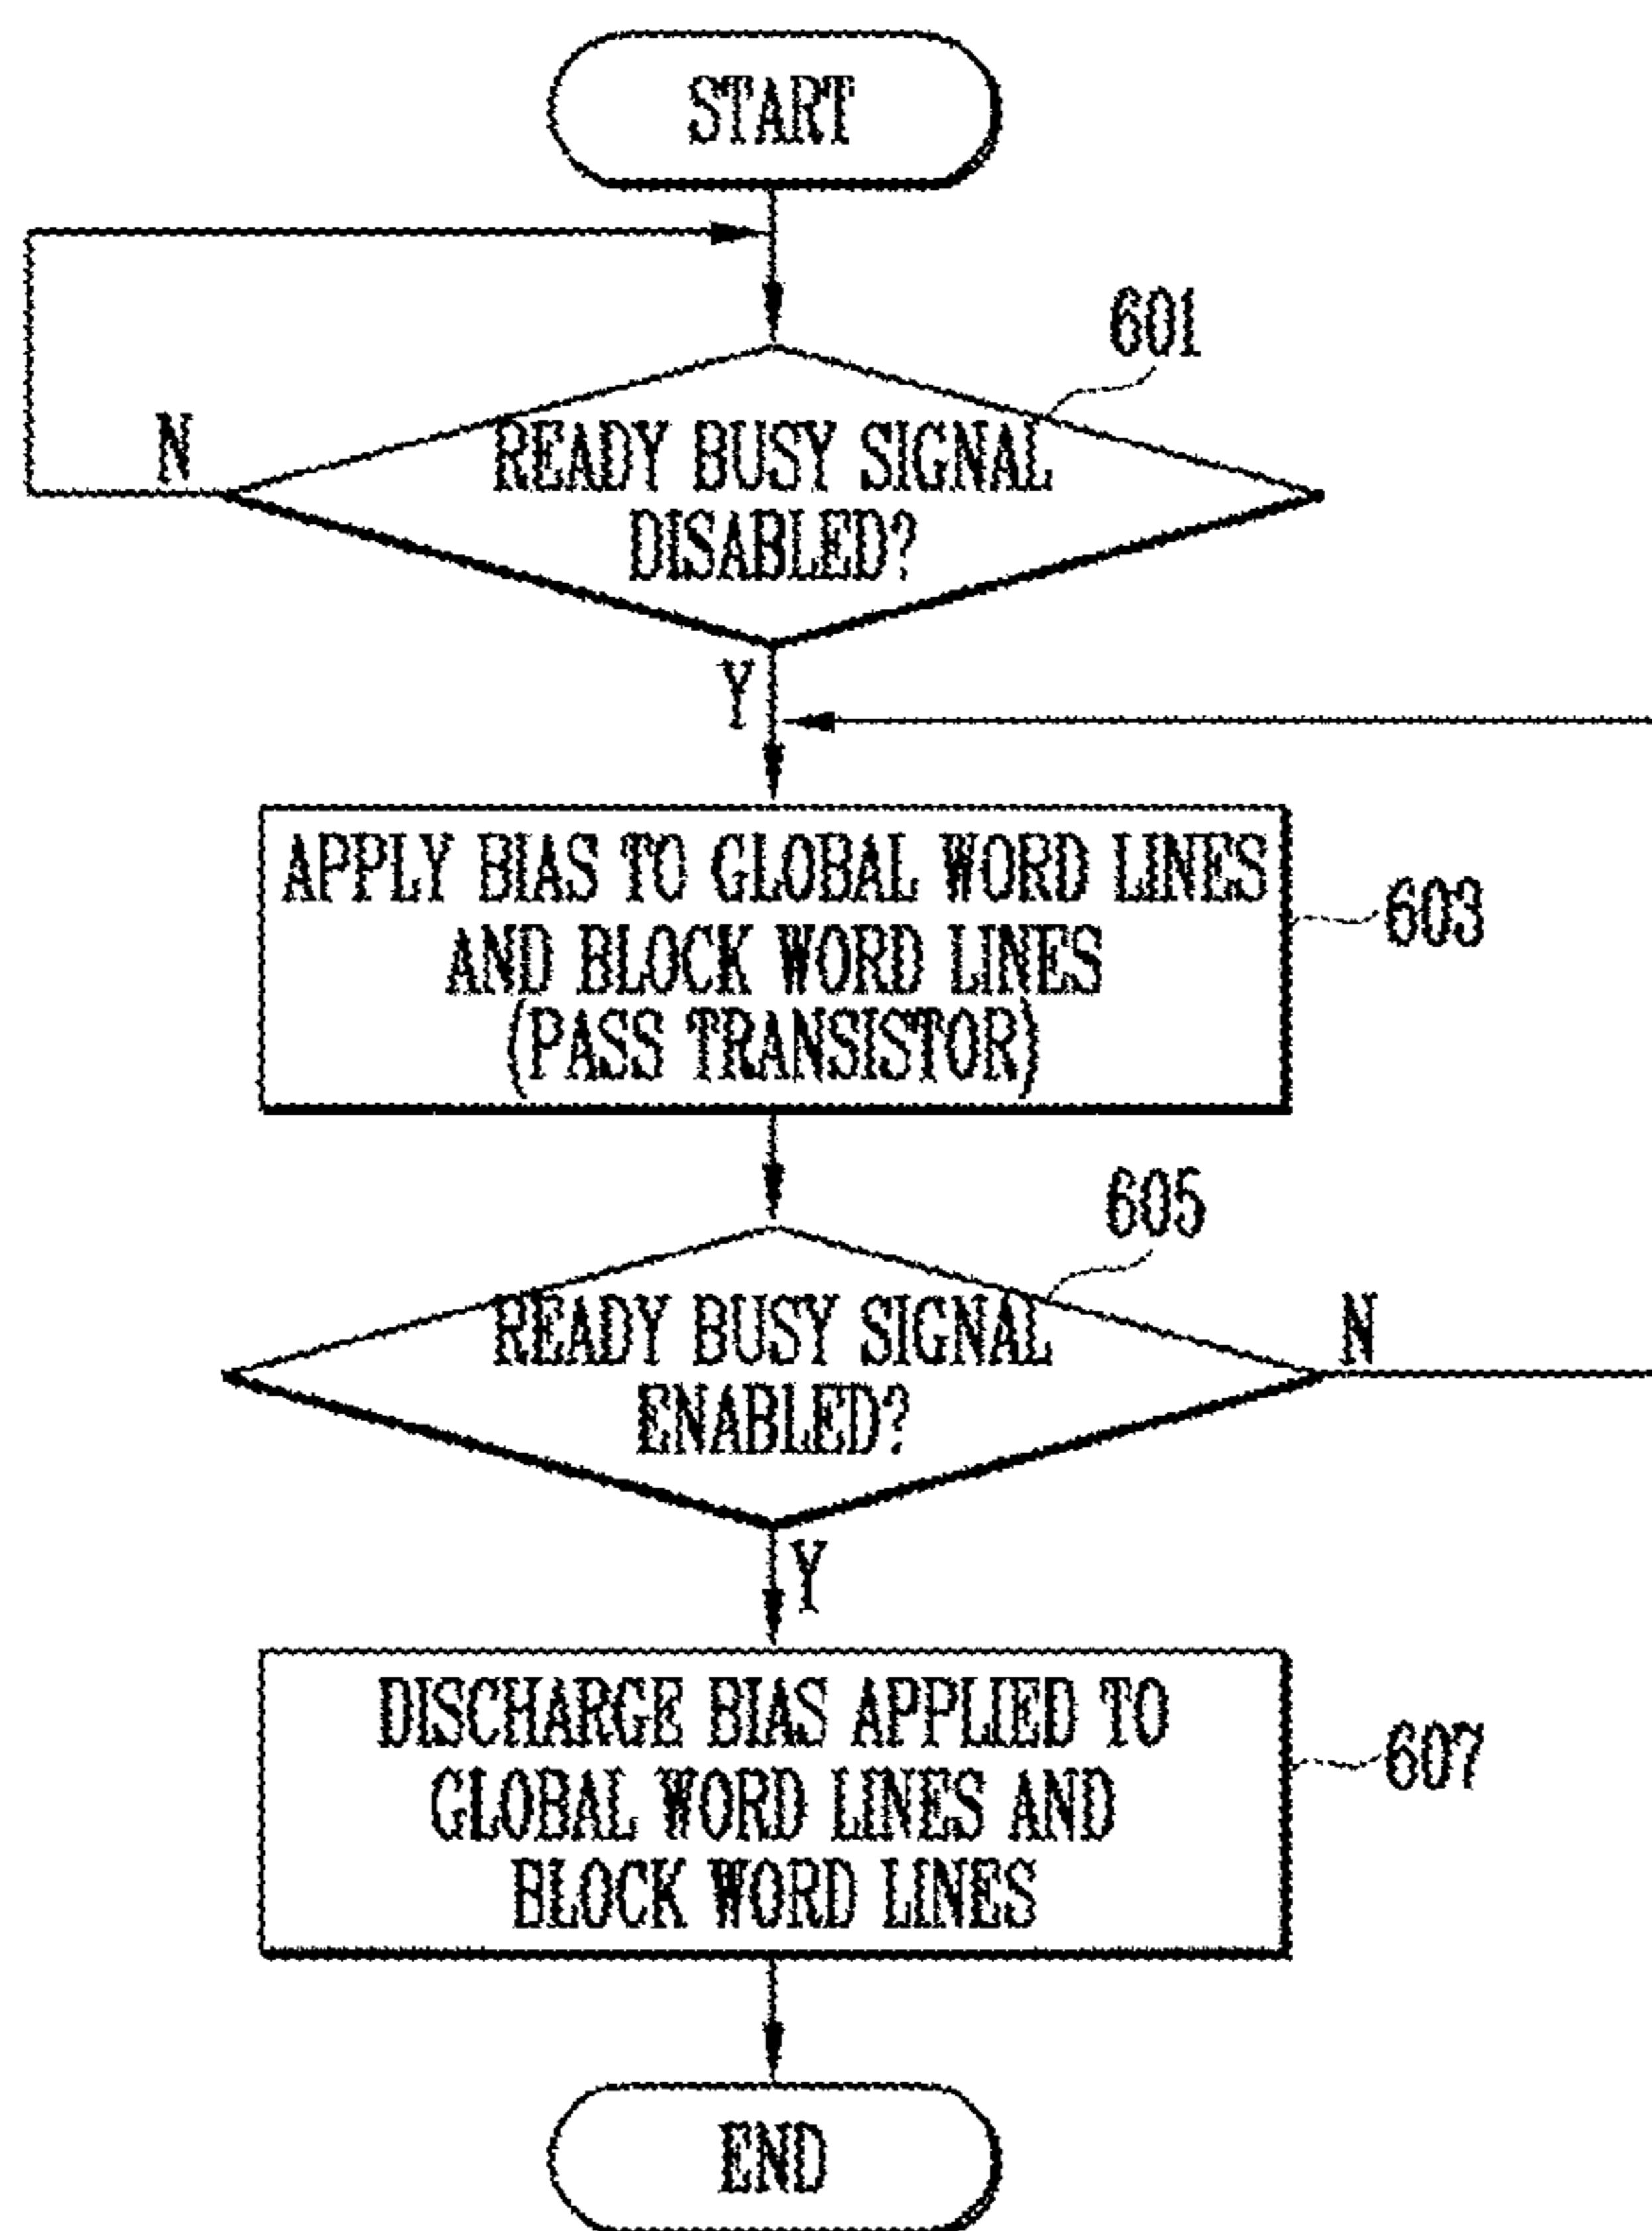 START
601
N
READY BUSY SIGNAL
DISABLED?
Y
APPLY BIAS TO GLOBAL WORD LINES
AND BLOCK WORD LINES
(PASS TRANSISTOR)
603
605
READY BUSY SIGNAL
ENABLED?
N
Y
DISCHARGE BIAS APPLIED TO
GLOBAL WORD LINES AND
BLOCK WORD LINES
607
END